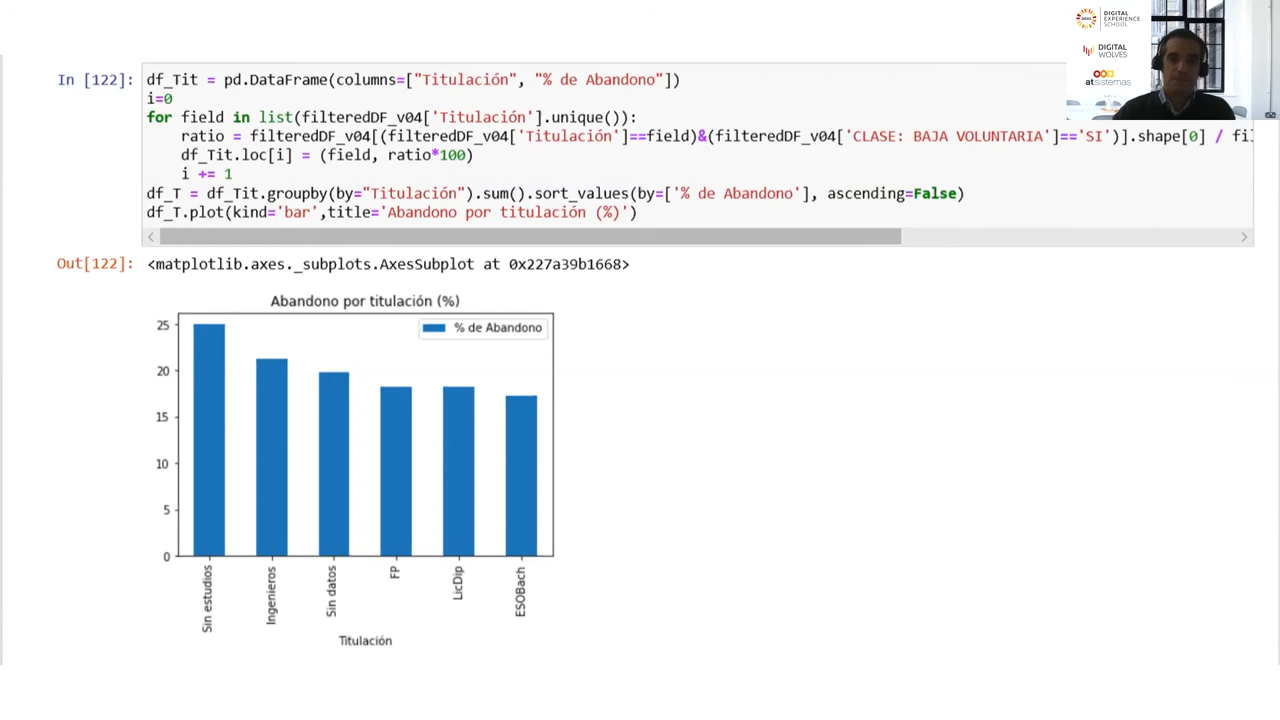 DIGITAL
EXPERIENCE
SCHOOL
DIGITAL
WOLVES
atsistemas
In [122]: df_Tit = pd.DataFrame(columns=["Titulación", "% de Abandono"])
i=0
for field in list(filteredDF_v04['Titulación'].unique()):
    ratio = filteredDF_v04[(filteredDF_v04['Titulación']==field)&(filteredDF_v04['CLASE: BAJA VOLUNTARIA']=='SI')].shape[0] / fil
    df_Tit.loc[i] = (field, ratio*100)
    i += 1
df_T = df_Tit.groupby(by="Titulación").sum().sort_values(by=['% de Abandono'], ascending=False)
df_T.plot(kind='bar',title='Abandono por titulación (%)')
Out[122]: <matplotlib.axes._subplots.AxesSubplot at 0x227a39b1668>
Abandono por titulación (%)
% de Abandono
25
20
15
10
5
0
Sin estudios
Ingenieros
Sin datos
FP
LicDip
ESOBach
Titulación